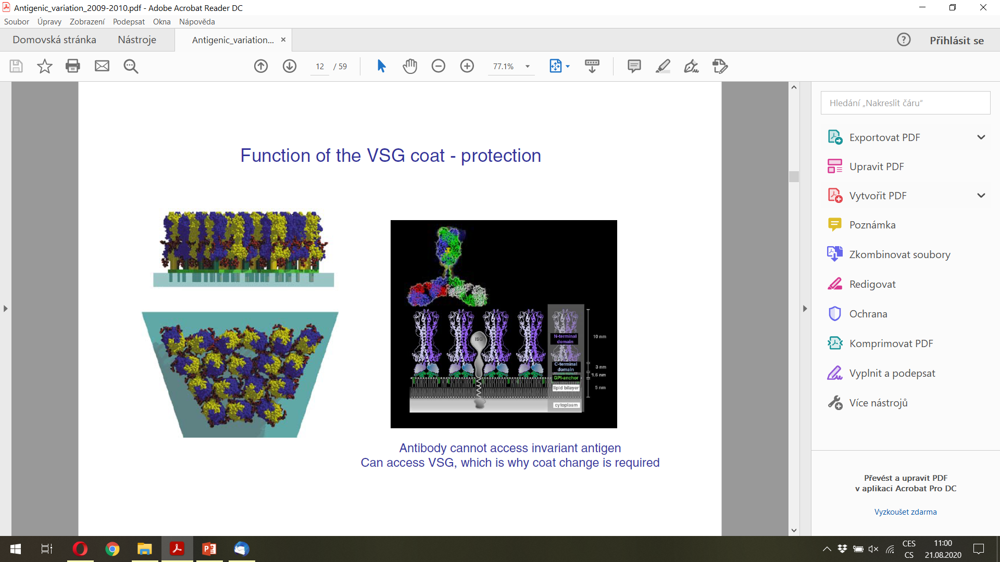 Antigenic_variation_2009-2010.pdf - Adobe Acrobat Reader DC
Soubor Úpravy Zobrazení Podepsat Okna Nápověda
Domovská stránka Nástroje Antigenic_variation... × ? Přihlásit se
12 / 59 77.1%
Function of the VSG coat - protection
ISG
N-terminal
domain
C-terminal
domain
GPI-anchor
lipid bilayer
cytoplasm
10 nm
3 nm
1.6 nm
5 nm
Antibody cannot access invariant antigen
Can access VSG, which is why coat change is required
Hledání „Nakreslit čáru“
Exportovat PDF
Upravit PDF
Vytvořit PDF
Poznámka
Zkombinovat soubory
Redigovat
Ochrana
Komprimovat PDF
Vyplnit a podepsat
Více nástrojů
Převést a upravit PDF
v aplikaci Acrobat Pro DC
Vyzkoušet zdarma
CES
CS
11:00
21.08.2020